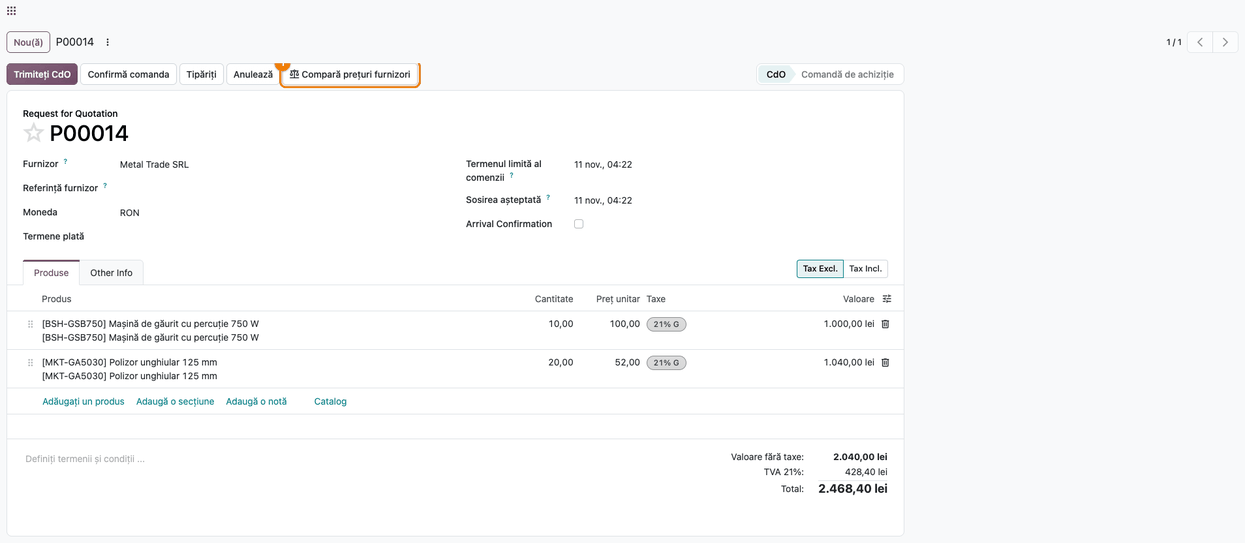 Nou(ă) P00014 1 / 1
Trimiteți CdO Confirmă comanda Tipăriți Anulează Compară prețuri furnizori CdO Comandă de achiziție
Request for Quotation
P00014
Furnizor ? Metal Trade SRL
Referință furnizor ?
Moneda RON
Termene plată
Termenul limită al comenzii ? 11 nov., 04:22
Sosirea așteptată ? 11 nov., 04:22
Arrival Confirmation
Produse Other Info Tax Excl. Tax Incl.
Produs Cantitate Preț unitar Taxe Valoare
[BSH-GSB750] Mașină de găurit cu percuție 750 W 10,00 100,00 21% G 1.000,00 lei
[BSH-GSB750] Mașină de găurit cu percuție 750 W
[MKT-GA5030] Polizor unghiular 125 mm 20,00 52,00 21% G 1.040,00 lei
[MKT-GA5030] Polizor unghiular 125 mm
Adăugați un produs Adaugă o secțiune Adaugă o notă Catalog
Definiți termenii și condiții ...
Valoare fără taxe: 2.040,00 lei
TVA 21%: 428,40 lei
Total: 2.468,40 lei